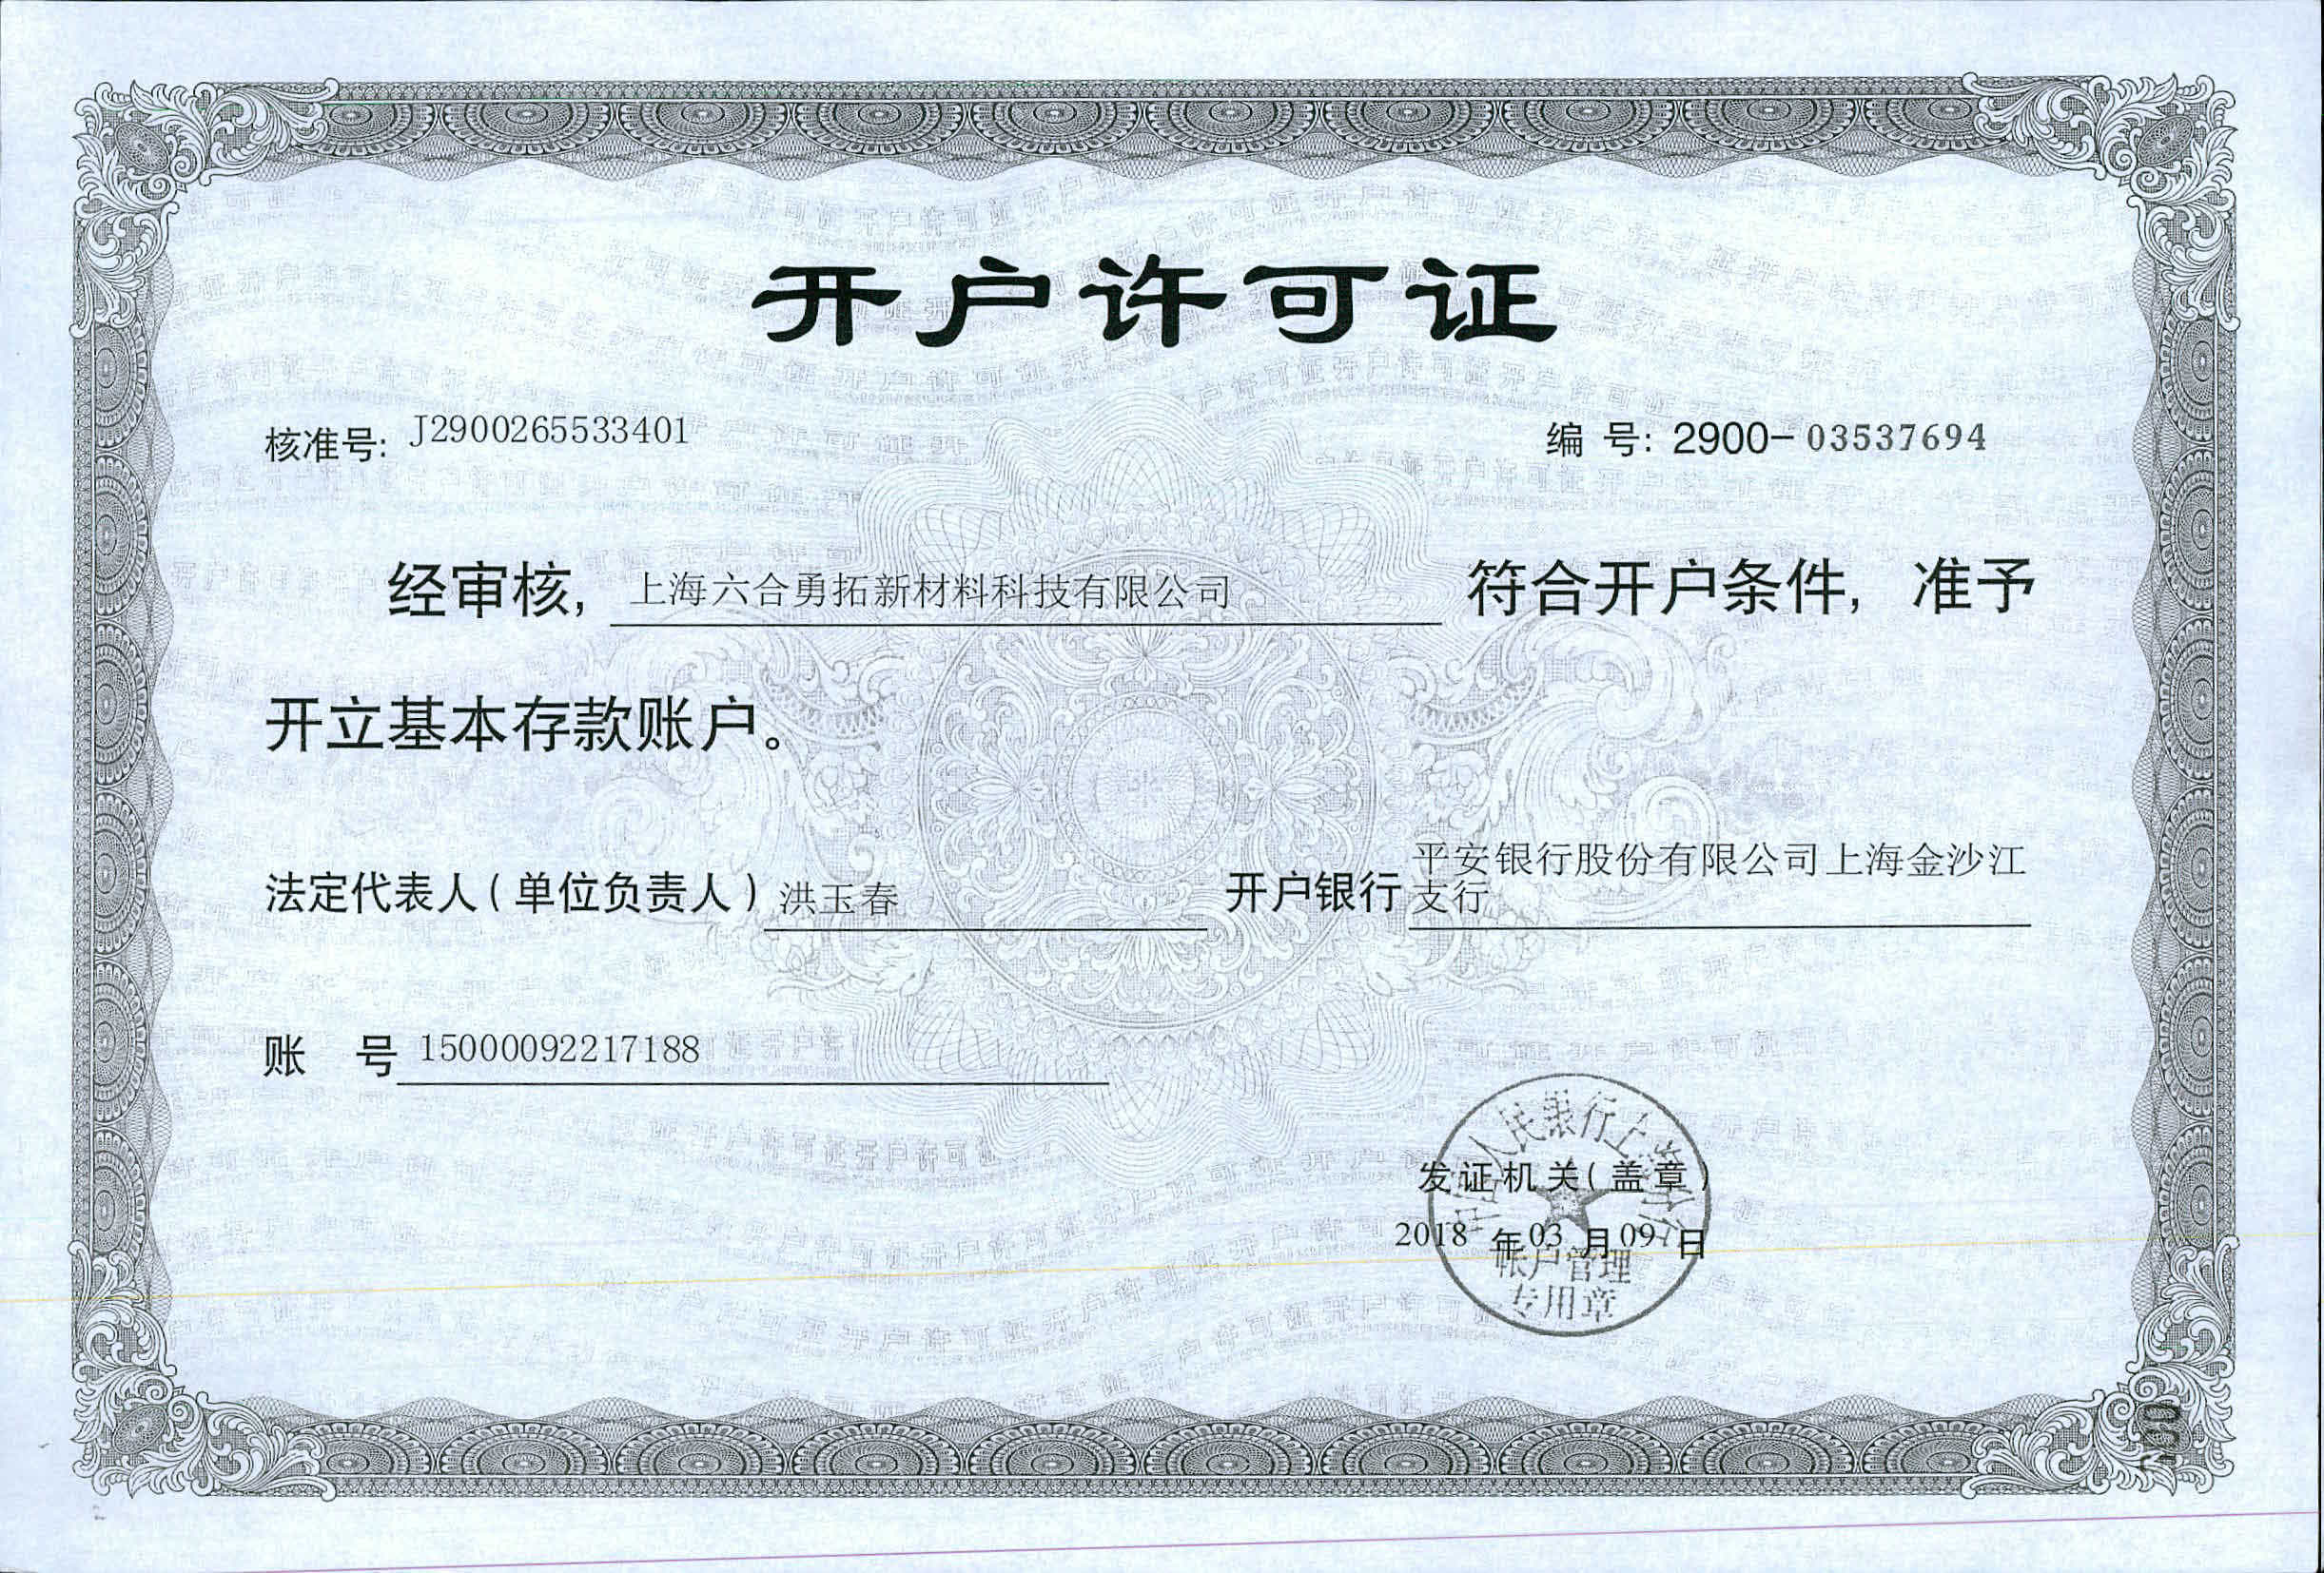 开户许可证
核准号: J2900265533401
编 号: 2900-03537694
经审核, 上海六合勇拓新材料科技有限公司 符合开户条件, 准予
开立基本存款账户。
法定代表人(单位负责人) 洪玉春 开户银行 平安银行股份有限公司上海金沙江
支行
账 号 15000092217188
中国人民银行上海分行
发证机关(盖章)
2018 年 03 月 09 日
帐户管理
专用章